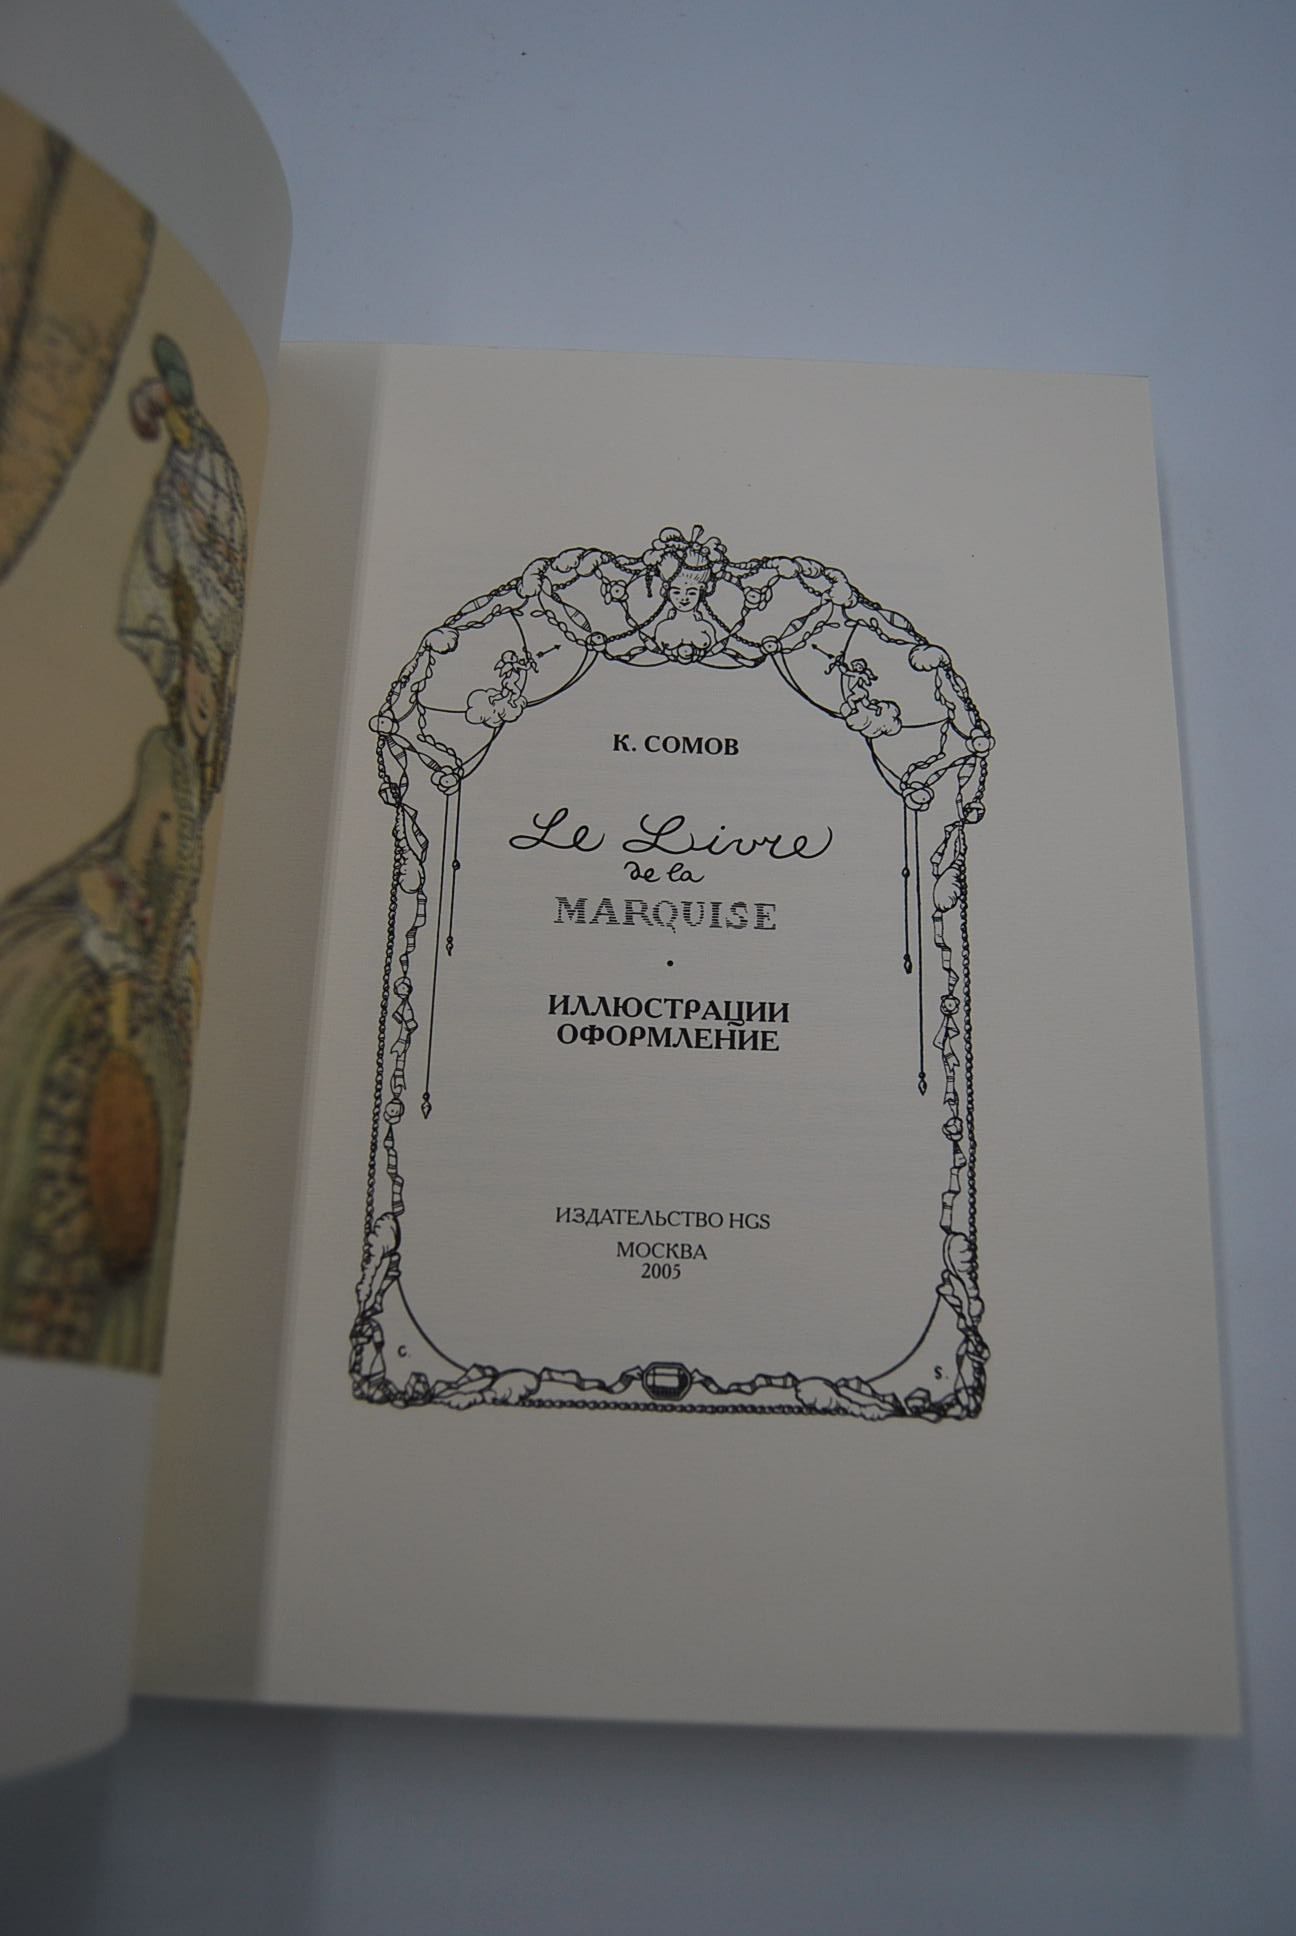 К. СОМОВ
Le Livre
de la
MARQUISE
•
ИЛЛЮСТРАЦИИ
ОФОРМЛЕНИЕ
ИЗДАТЕЛЬСТВО HGS
МОСКВА
2005
C.
S.